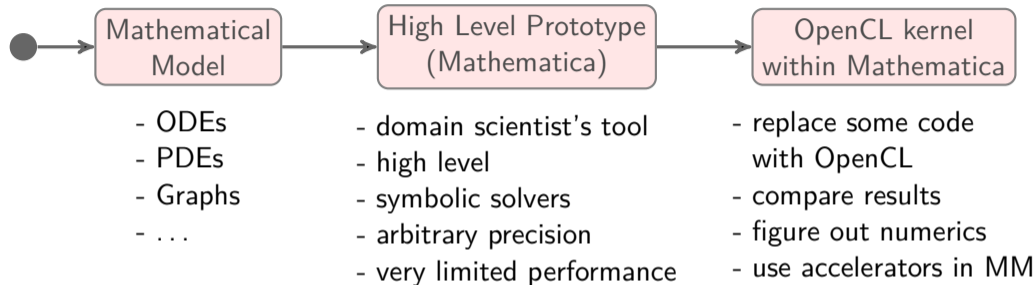 Mathematical
Model
High Level Prototype
(Mathematica)
OpenCL kernel
within Mathematica
- ODEs
- PDEs
- Graphs
- ...
- domain scientist's tool
- high level
- symbolic solvers
- arbitrary precision
- very limited performance
- replace some code
with OpenCL
- compare results
- figure out numerics
- use accelerators in MM